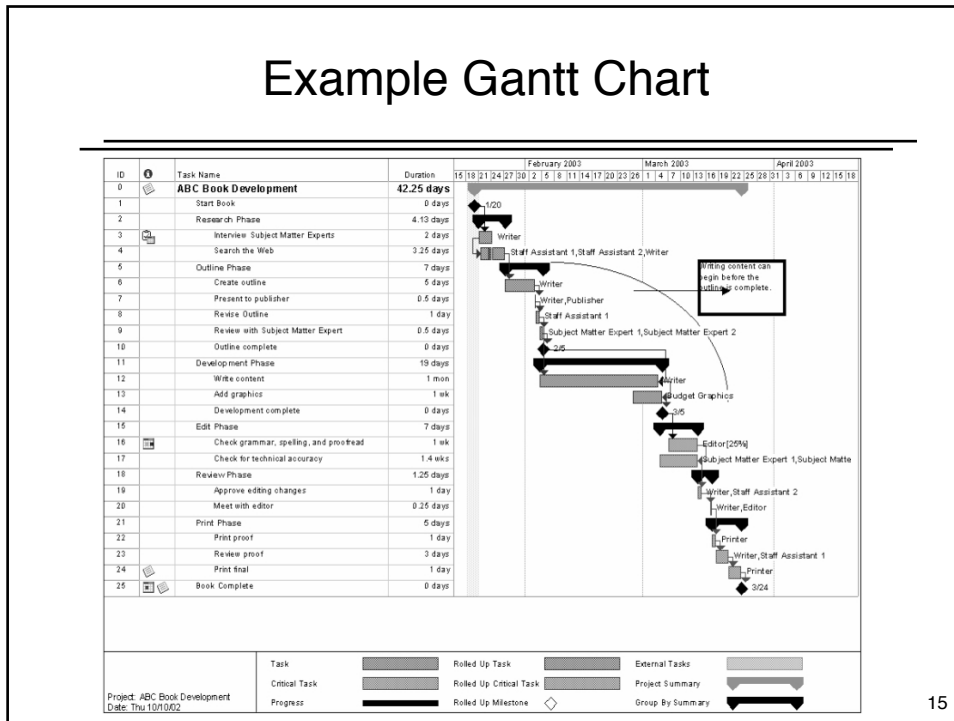 Example Gantt Chart
February 2003 March 2003 April 2003
ID Task Name Duration 15 18 21 24 27 30 2 5 8 11 14 17 20 23 26 1 4 7 10 13 16 19 22 25 28 31 3 6 9 12 15 18
0 ABC Book Development 42.25 days
1 Start Book 0 days 1/20
2 Research Phase 4.13 days
3 Interview Subject Matter Experts 2 days Writer
4 Search the Web 3.25 days Staff Assistant 1,Staff Assistant 2,Writer
5 Outline Phase 7 days
6 Create outline 5 days Writer
7 Present to publisher 0.5 days Writer,Publisher
8 Revise Outline 1 day Staff Assistant 1
9 Review with Subject Matter Expert 0.5 days Subject Matter Expert 1,Subject Matter Expert 2
10 Outline complete 0 days 2/5
11 Development Phase 19 days
12 Write content 1 mon Writer
13 Add graphics 1 wk Budget Graphics
14 Development complete 0 days 3/5
15 Edit Phase 7 days
16 Check grammar, spelling, and proofread 1 wk Editor[25%]
17 Check for technical accuracy 1.4 wks Subject Matter Expert 1,Subject Matte
18 Review Phase 1.25 days
19 Approve editing changes 1 day Writer,Staff Assistant 2
20 Meet with editor 0.25 days Writer,Editor
21 Print Phase 5 days
22 Print proof 1 day Printer
23 Review proof 3 days Writer,Staff Assistant 1
24 Print final 1 day Printer
25 Book Complete 0 days 3/24
Writing content can
begin before the
outline is complete.
Task Rolled Up Task External Tasks
Critical Task Rolled Up Critical Task Project Summary
Progress Rolled Up Milestone Group By Summary
Project: ABC Book Development
Date: Thu 10/10/02
15